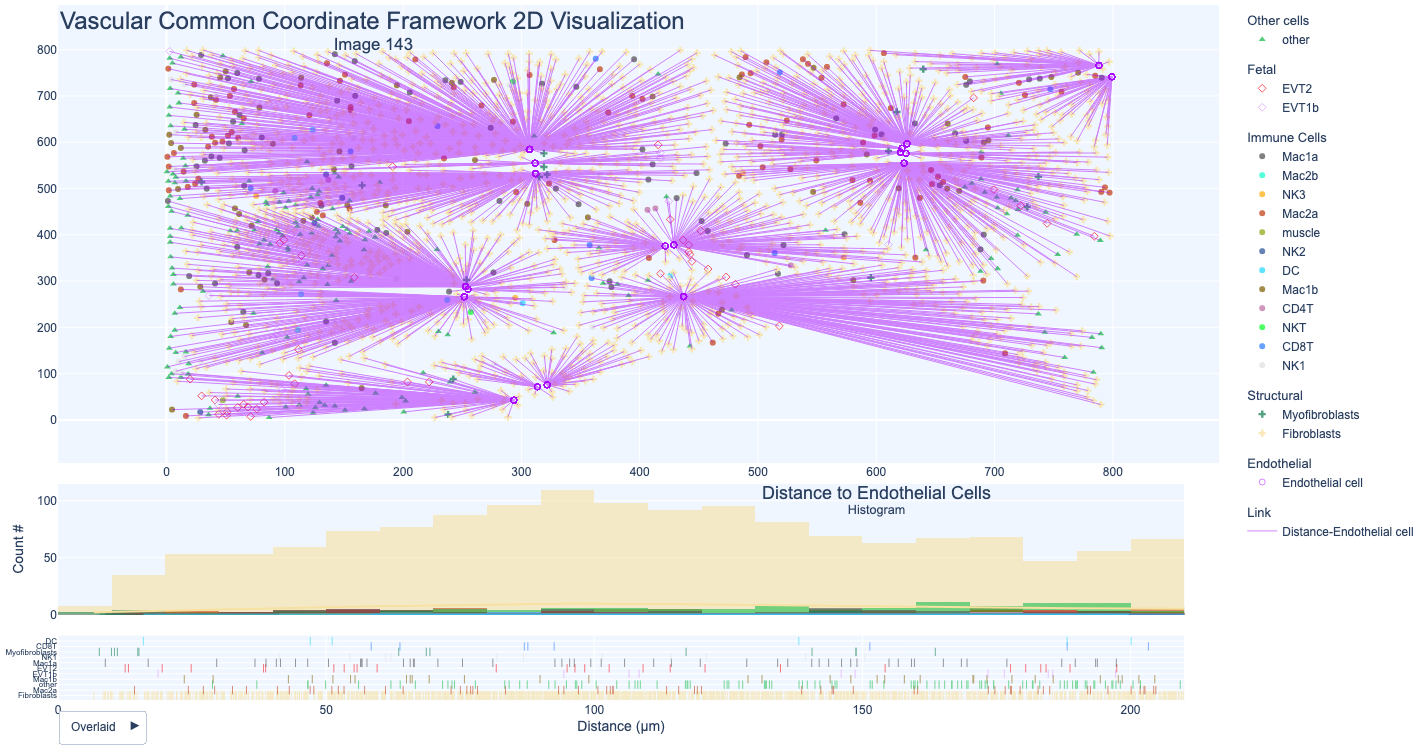 Vascular Common Coordinate Framework 2D Visualization
Image 143
800
700
600
500
400
300
200
100
0
0 100 200 300 400 500 600 700 800
Other cells
other
Fetal
EVT2
EVT1b
Immune Cells
Mac1a
Mac2b
NK3
Mac2a
muscle
NK2
DC
Mac1b
CD4T
NKT
CD8T
NK1
Structural
Myofibroblasts
Fibroblasts
Endothelial
Endothelial cell
Link
Distance-Endothelial cell
Distance to Endothelial Cells
Histogram
Count #
100
50
0
DC
CD8T
Myofibroblasts
NK1
Mac1a
EVT2
EVT1b
Mac1b
other
Mac2a
Fibroblasts
0 50 100 150 200
Distance (μm)
Overlaid ►